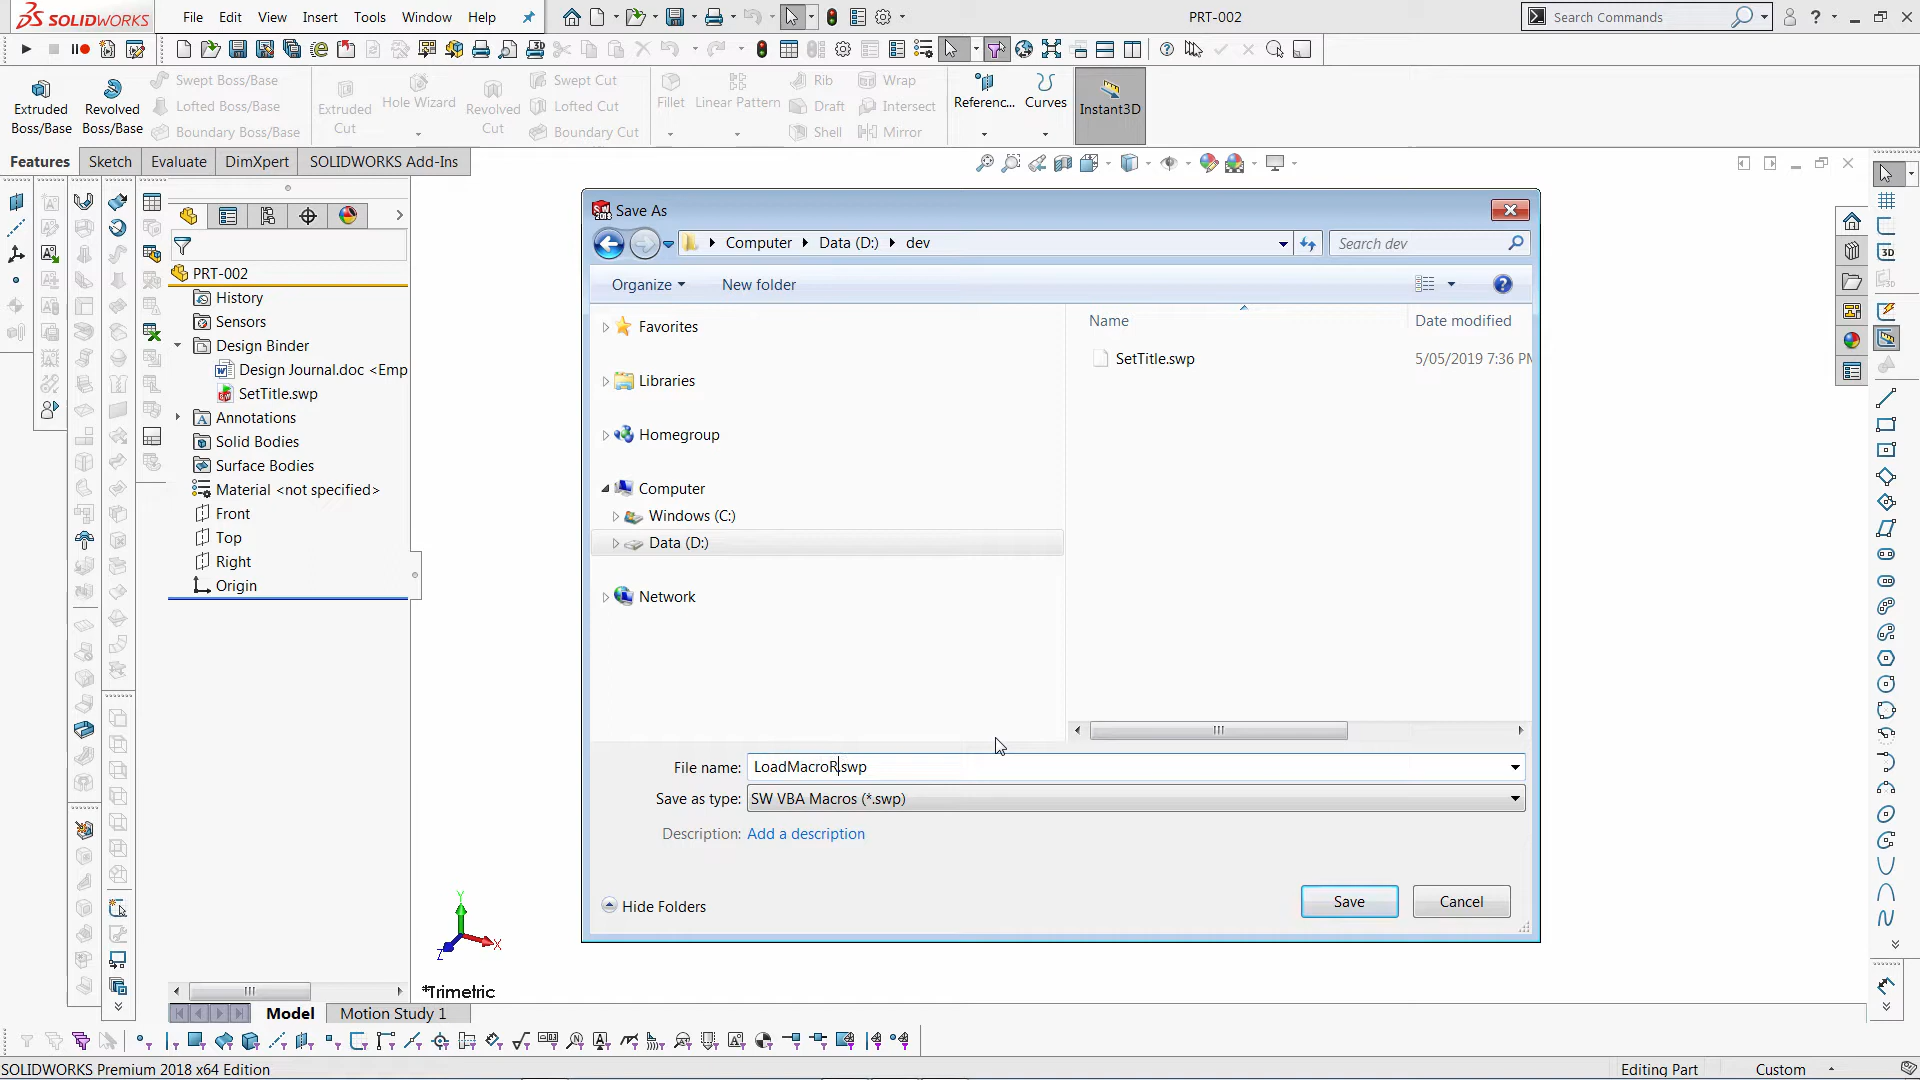 SOLIDWORKS
File Edit View Insert Tools Window Help
PRT-002
Search Commands
Extruded Boss/Base
Revolved Boss/Base
Swept Boss/Base
Lofted Boss/Base
Boundary Boss/Base
Extruded Cut
Hole Wizard
Revolved Cut
Swept Cut
Lofted Cut
Boundary Cut
Fillet
Linear Pattern
Rib
Draft
Shell
Wrap
Intersect
Mirror
Referenc...
Curves
Instant3D
Features Sketch Evaluate DimXpert SOLIDWORKS Add-Ins
PRT-002
History
Sensors
Design Binder
Design Journal.doc <Emp
SetTitle.swp
Annotations
Solid Bodies
Surface Bodies
Material <not specified>
Front
Top
Right
Origin
Save As
Computer Data (D:) dev
Search dev
Organize New folder
Favorites
Libraries
Homegroup
Computer
Windows (C:)
Data (D:)
Network
Name Date modified
SetTitle.swp 5/05/2019 7:36 PM
File name: LoadMacroR.swp
Save as type: SW VBA Macros (*.swp)
Description: Add a description
Hide Folders
Save Cancel
Y
X
Z
*Trimetric
Model Motion Study 1
SOLIDWORKS Premium 2018 x64 Edition
Editing Part Custom